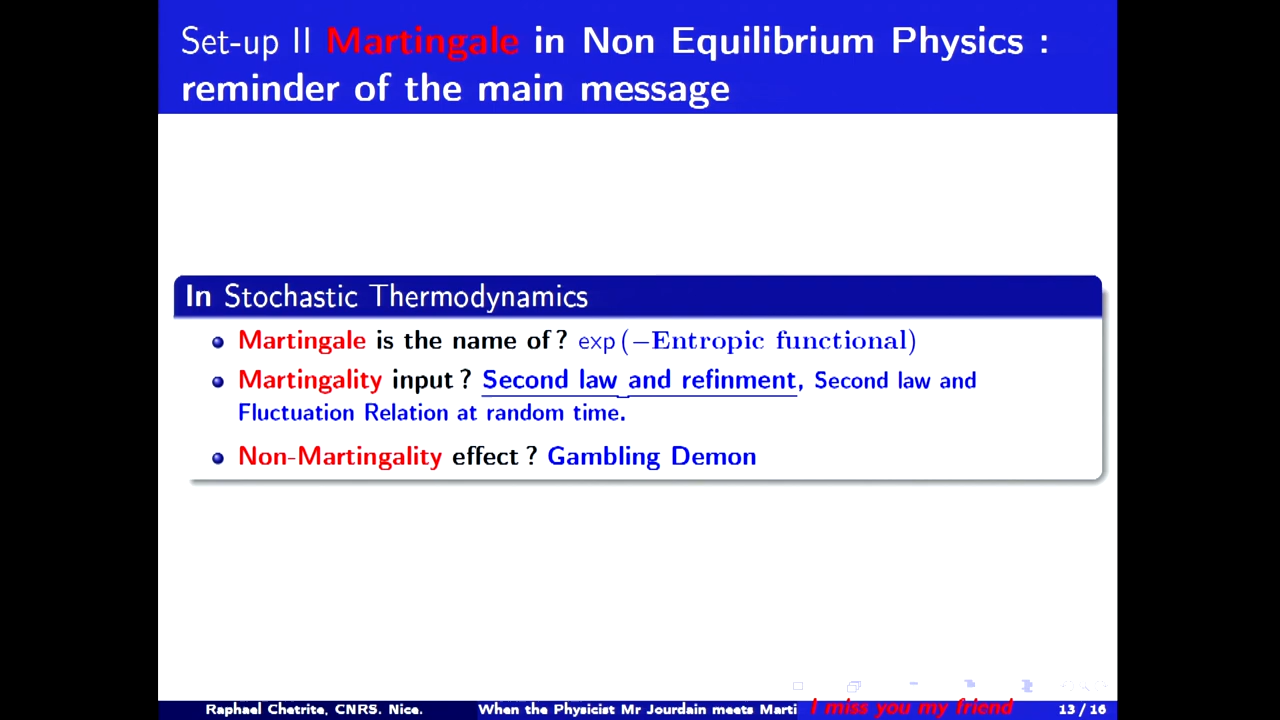 Set-up II Martingale in Non Equilibrium Physics :
reminder of the main message
In Stochastic Thermodynamics
Martingale is the name of ? exp (−Entropic functional)
Martingality input ? Second law and refinment, Second law and
Fluctuation Relation at random time.
Non-Martingality effect ? Gambling Demon
Raphael Chetrite, CNRS. Nice. When the Physicist Mr Jourdain meets Marti I miss you my friend 13 / 16